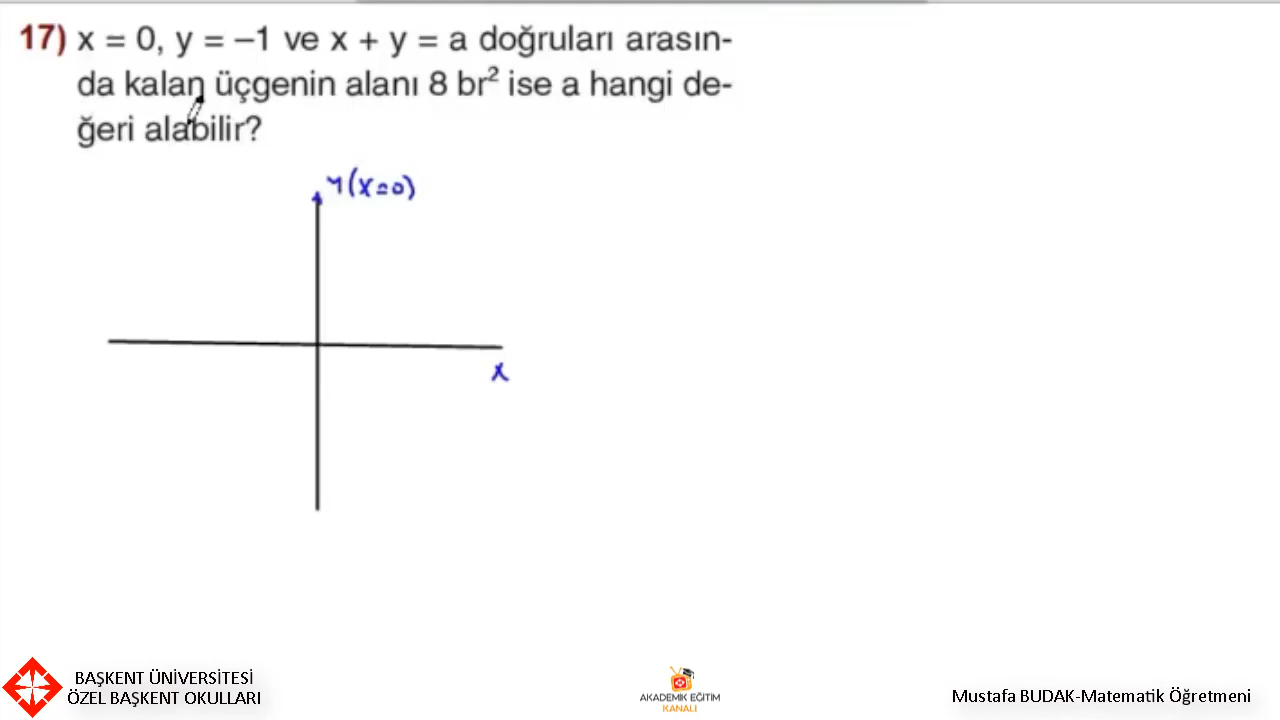 17) x = 0, y = –1 ve x + y = a doğruları arasın-
da kalan üçgenin alanı 8 br² ise a hangi de-
ğeri alabilir?
y(x=0)
x
BAŞKENT ÜNİVERSİTESİ
ÖZEL BAŞKENT OKULLARI
AKADEMİK EĞİTİM
KANALI
Mustafa BUDAK-Matematik Öğretmeni